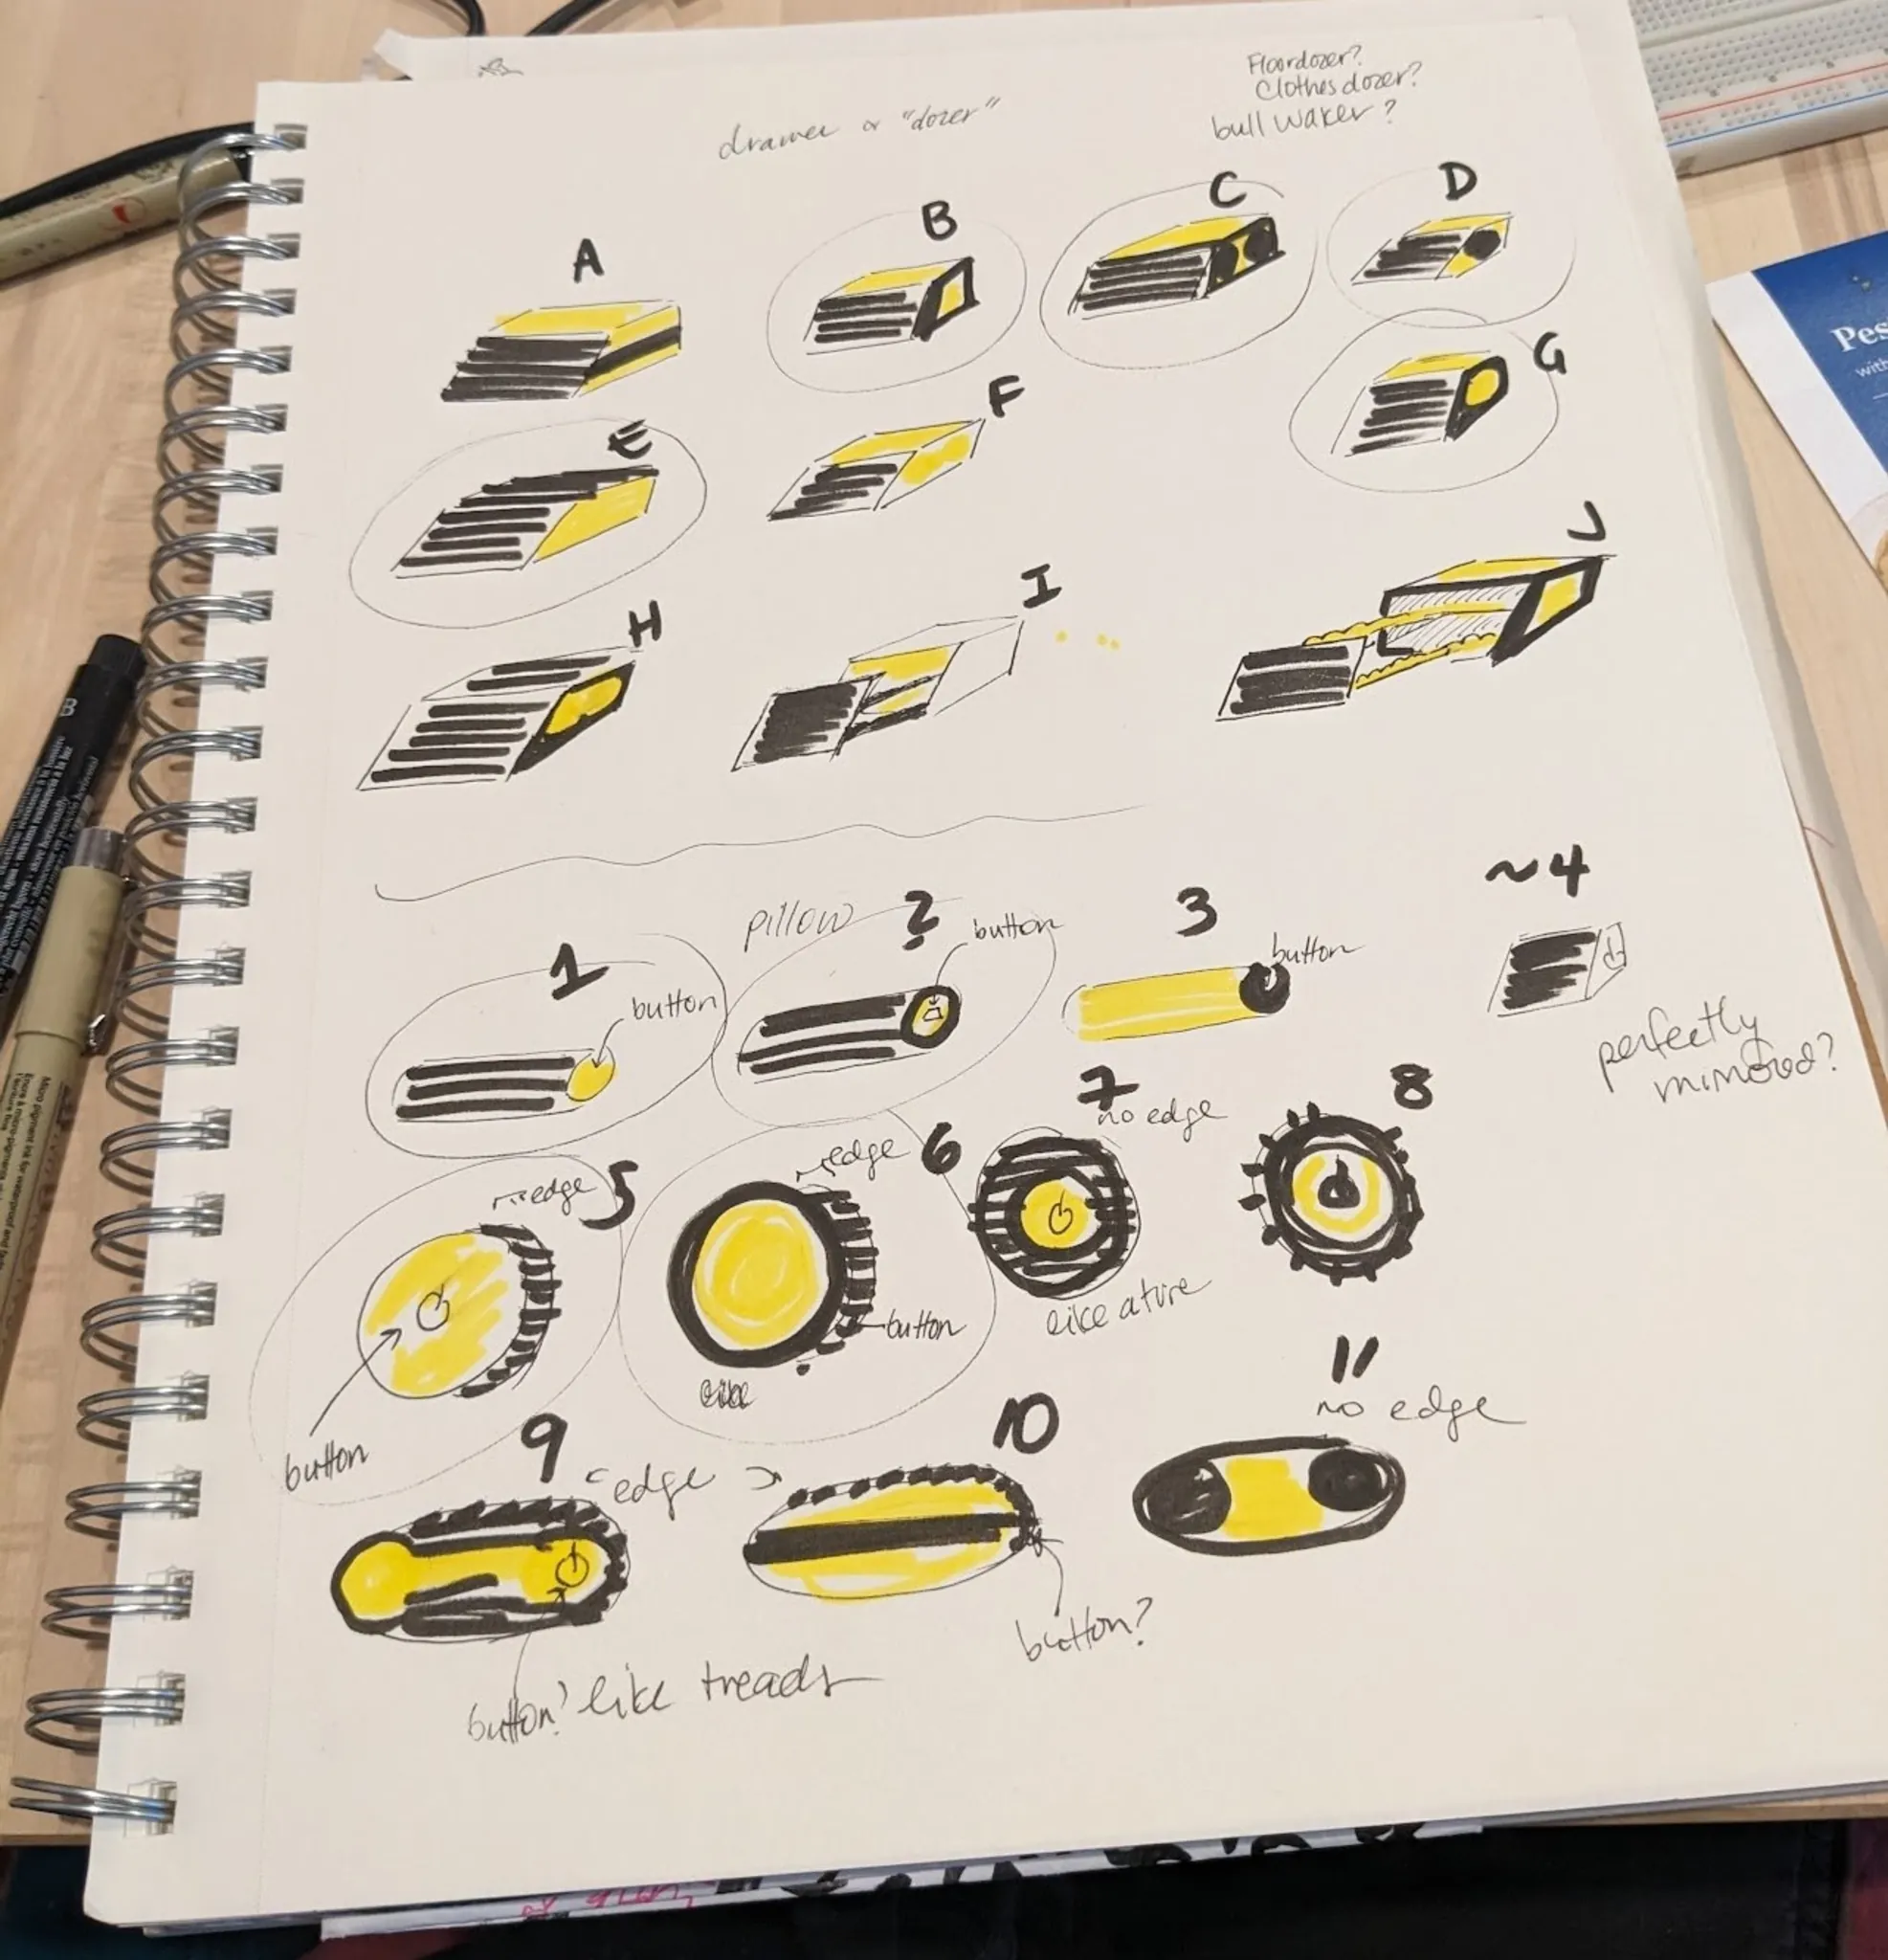 drawer or "dozer"
Floordozer?
Clothes dozer?
bull waker?
A
B
C
D
E
F
G
H
I
J
pillow
1
button
2
button
3
button
~4
perfectly
mirrored?
5
edge
button
6
edge
button
like
7
no edge
like a tire
8
9
edge
button?
like treads
10
button?
11
no edge
Pes
with
B